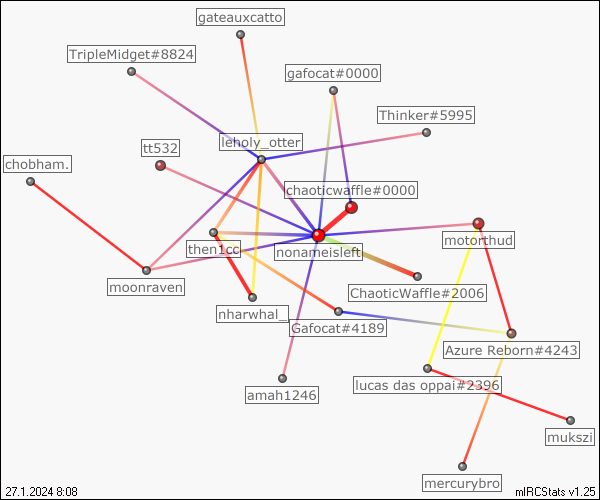 gateauxcatto
TripleMidget#8824
gafocat#0000
Thinker#5995
leholy_otter
tt532
chobham.
chaoticwaffle#0000
motorthud
then1cc
nonameisleft
moonraven
ChaoticWaffle#2006
nharwhal_
Gafocat#4189
Azure Reborn#4243
lucas das oppai#2396
amah1246
mukszi
mercurybro
27.1.2024 8:08
mIRCStats v1.25